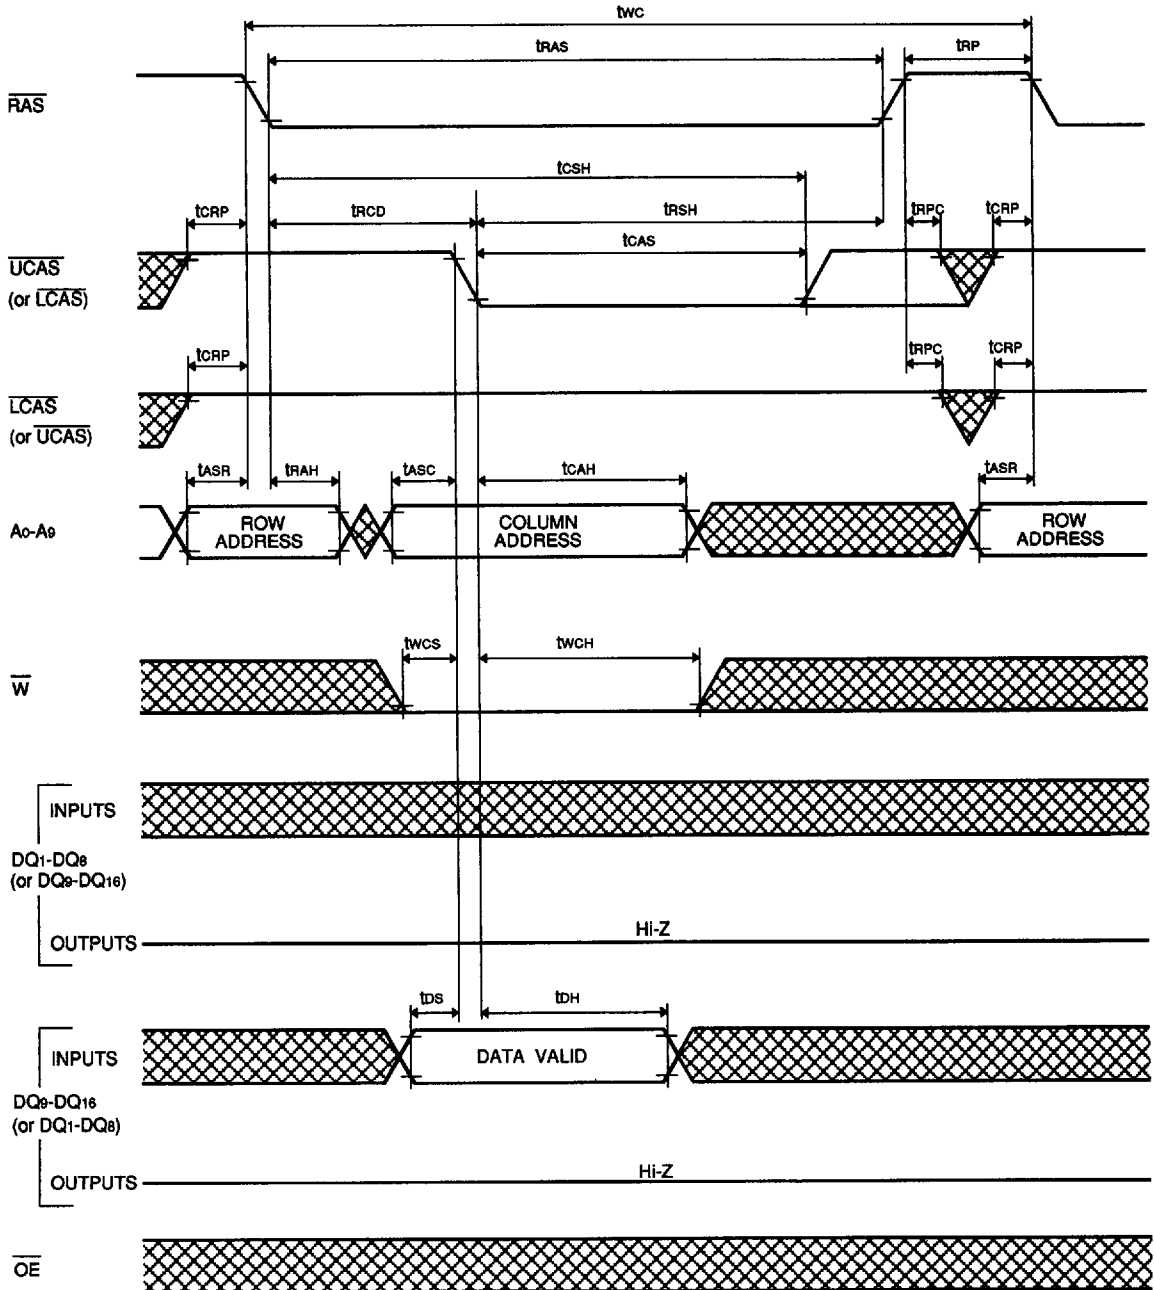 tWC
tRAS tRP
RAS
tCSH
tCRP tRCD tRSH tRPC tCRP
tCAS
UCAS
(or LCAS)
tCRP tRPC tCRP
LCAS
(or UCAS)
tASR tRAH tASC tCAH tASR
A0-A9 ROW ADDRESS COLUMN ADDRESS ROW ADDRESS
tWCS tWCH
W
INPUTS
DQ1-DQ8
(or DQ9-DQ16)
Hi-Z
OUTPUTS
tDS tDH
INPUTS DATA VALID
DQ9-DQ16
(or DQ1-DQ8)
Hi-Z
OUTPUTS
OE